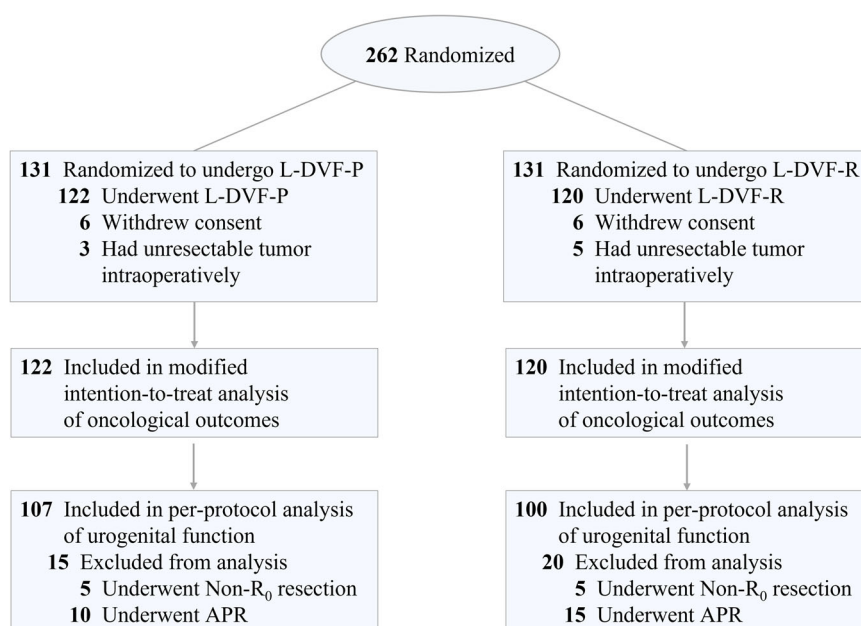 262 Randomized
131 Randomized to undergo L-DVF-P
122 Underwent L-DVF-P
6 Withdrew consent
3 Had unresectable tumor
intraoperatively
131 Randomized to undergo L-DVF-R
120 Underwent L-DVF-R
6 Withdrew consent
5 Had unresectable tumor
intraoperatively
122 Included in modified
intention-to-treat analysis
of oncological outcomes
120 Included in modified
intention-to-treat analysis
of oncological outcomes
107 Included in per-protocol analysis
of urogenital function
15 Excluded from analysis
5 Underwent Non-R₀ resection
10 Underwent APR
100 Included in per-protocol analysis
of urogenital function
20 Excluded from analysis
5 Underwent Non-R₀ resection
15 Underwent APR